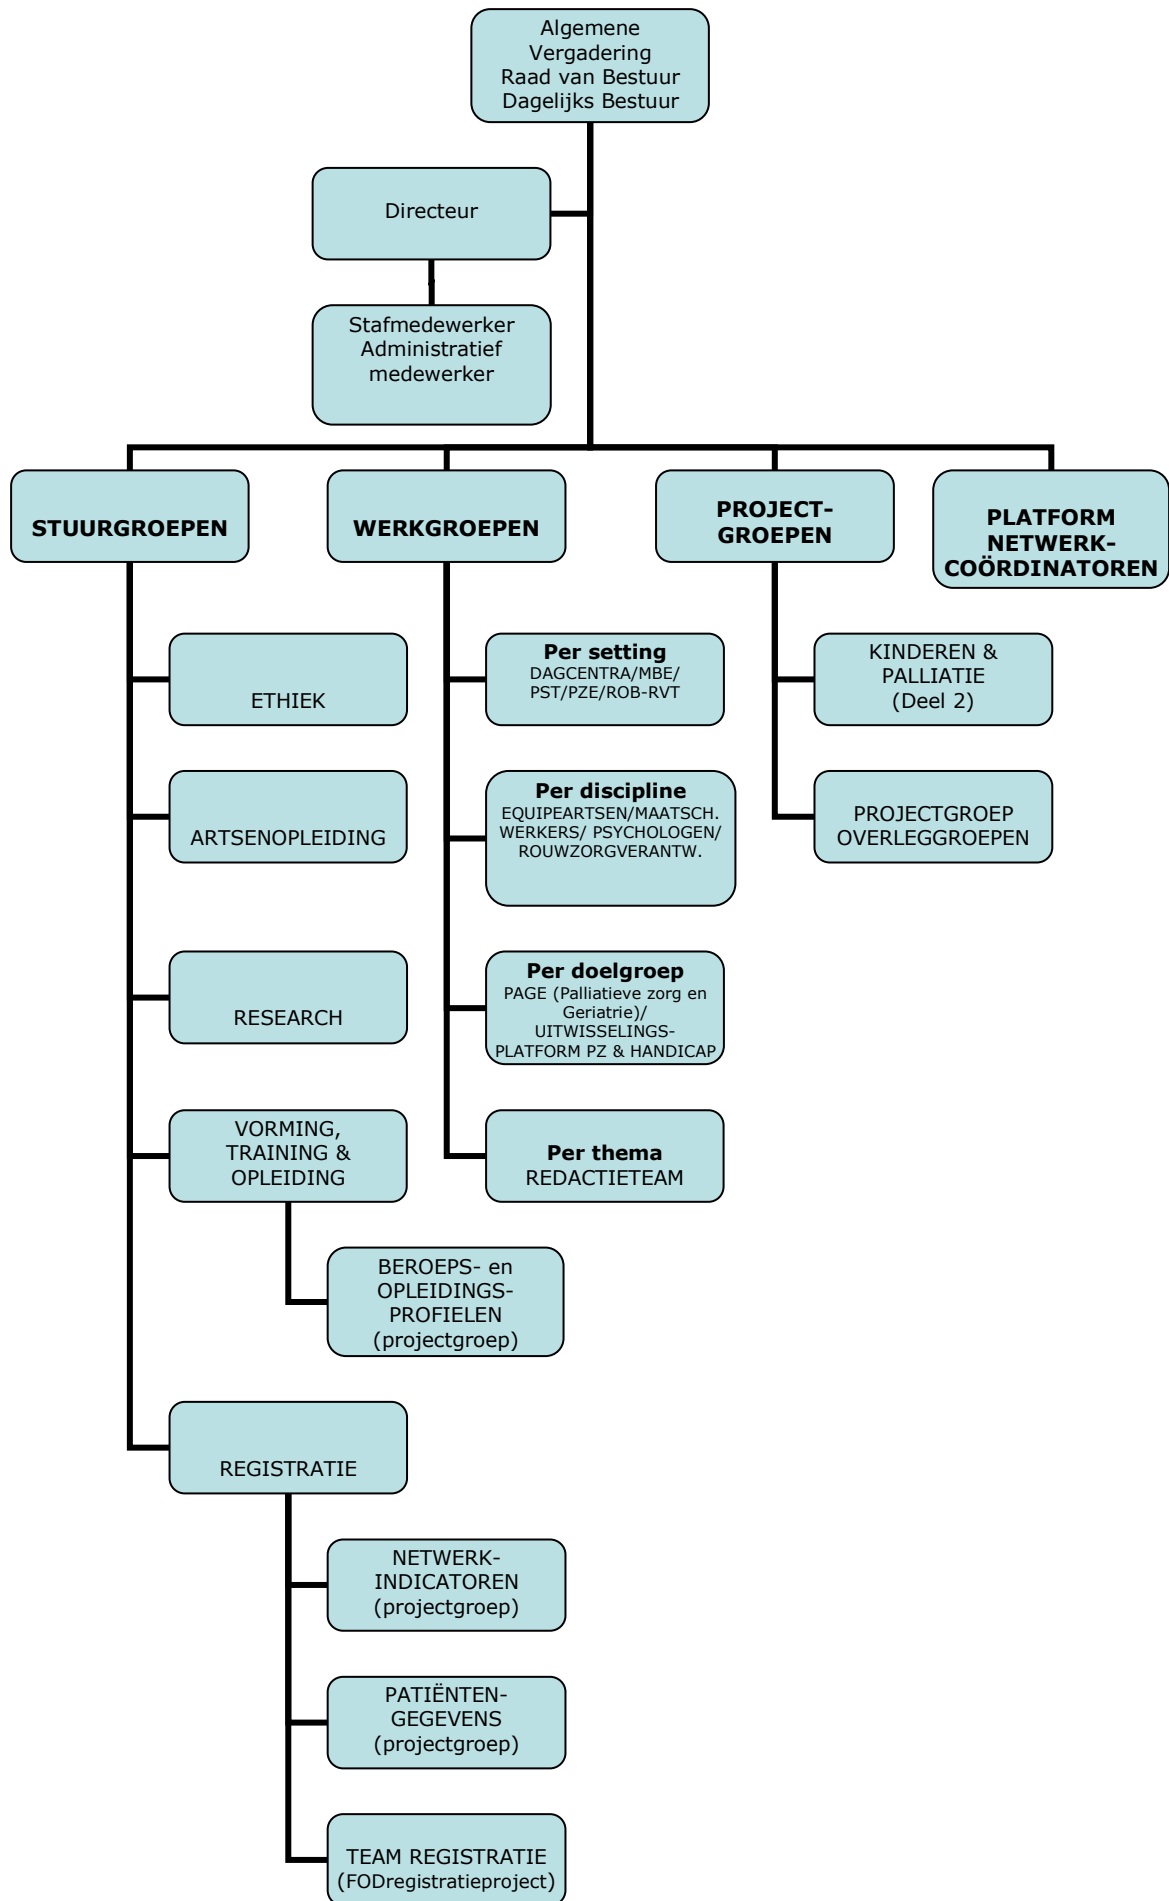 Algemene
Vergadering
Raad van Bestuur
Dagelijks Bestuur
Directeur
Stafmedewerker
Administratief
medewerker
STUURGROEPEN
WERKGROEPEN
PROJECT-
GROEPEN
PLATFORM
NETWERK-
COÖRDINATOREN
ETHIEK
ARTSENOPLEIDING
RESEARCH
VORMING,
TRAINING &
OPLEIDING
BEROEPS- en
OPLEIDINGS-
PROFIELEN
(projectgroep)
REGISTRATIE
NETWERK-
INDICATOREN
(projectgroep)
PATIËNTEN-
GEGEVENS
(projectgroep)
TEAM REGISTRATIE
(FODregistratieproject)
Per setting
DAGCENTRA/MBE/
PST/PZE/ROB-RVT
Per discipline
EQUIPEARTSEN/MAATSCH.
WERKERS/ PSYCHOLOGEN/
ROUWZORGVERANTW.
Per doelgroep
PAGE (Palliatieve zorg en
Geriatrie)/
UITWISSELINGS-
PLATFORM PZ & HANDICAP
Per thema
REDACTIETEAM
KINDEREN &
PALLIATIE
(Deel 2)
PROJECTGROEP
OVERLEGGROEPEN